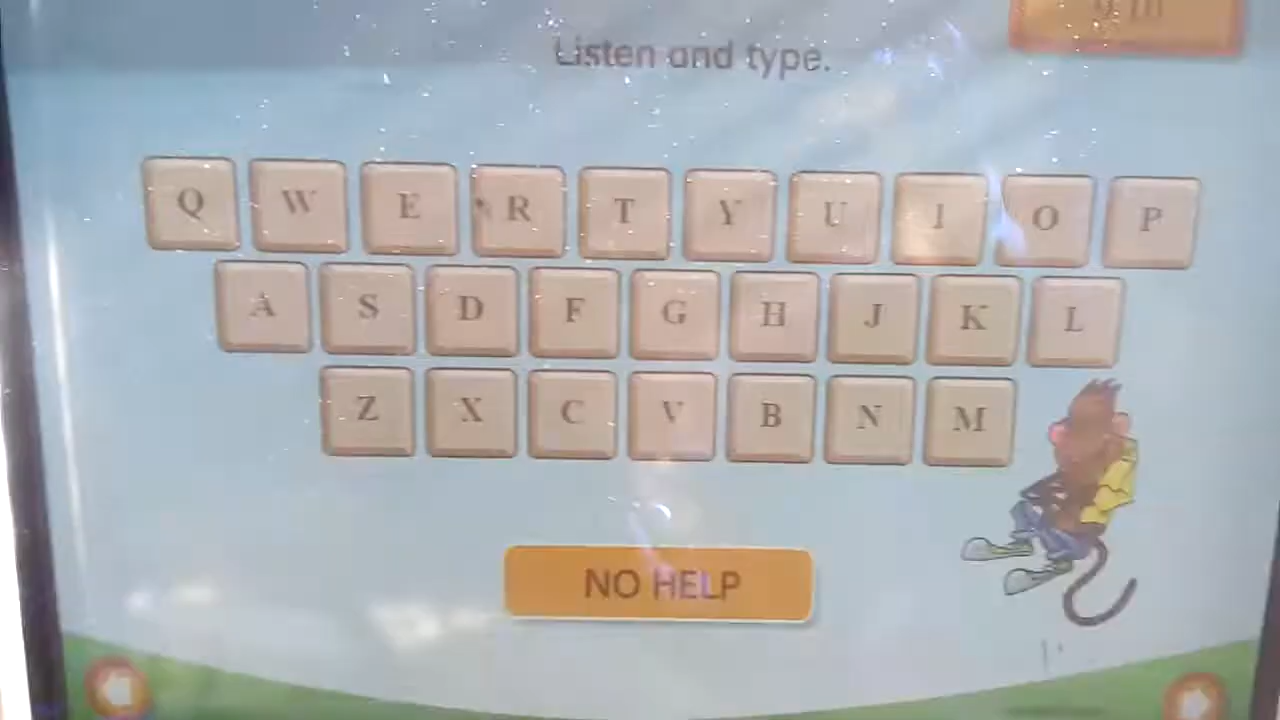 Listen and type.
Q W E R T Y U I O P
A S D F G H J K L
Z X C V B N M
NO HELP